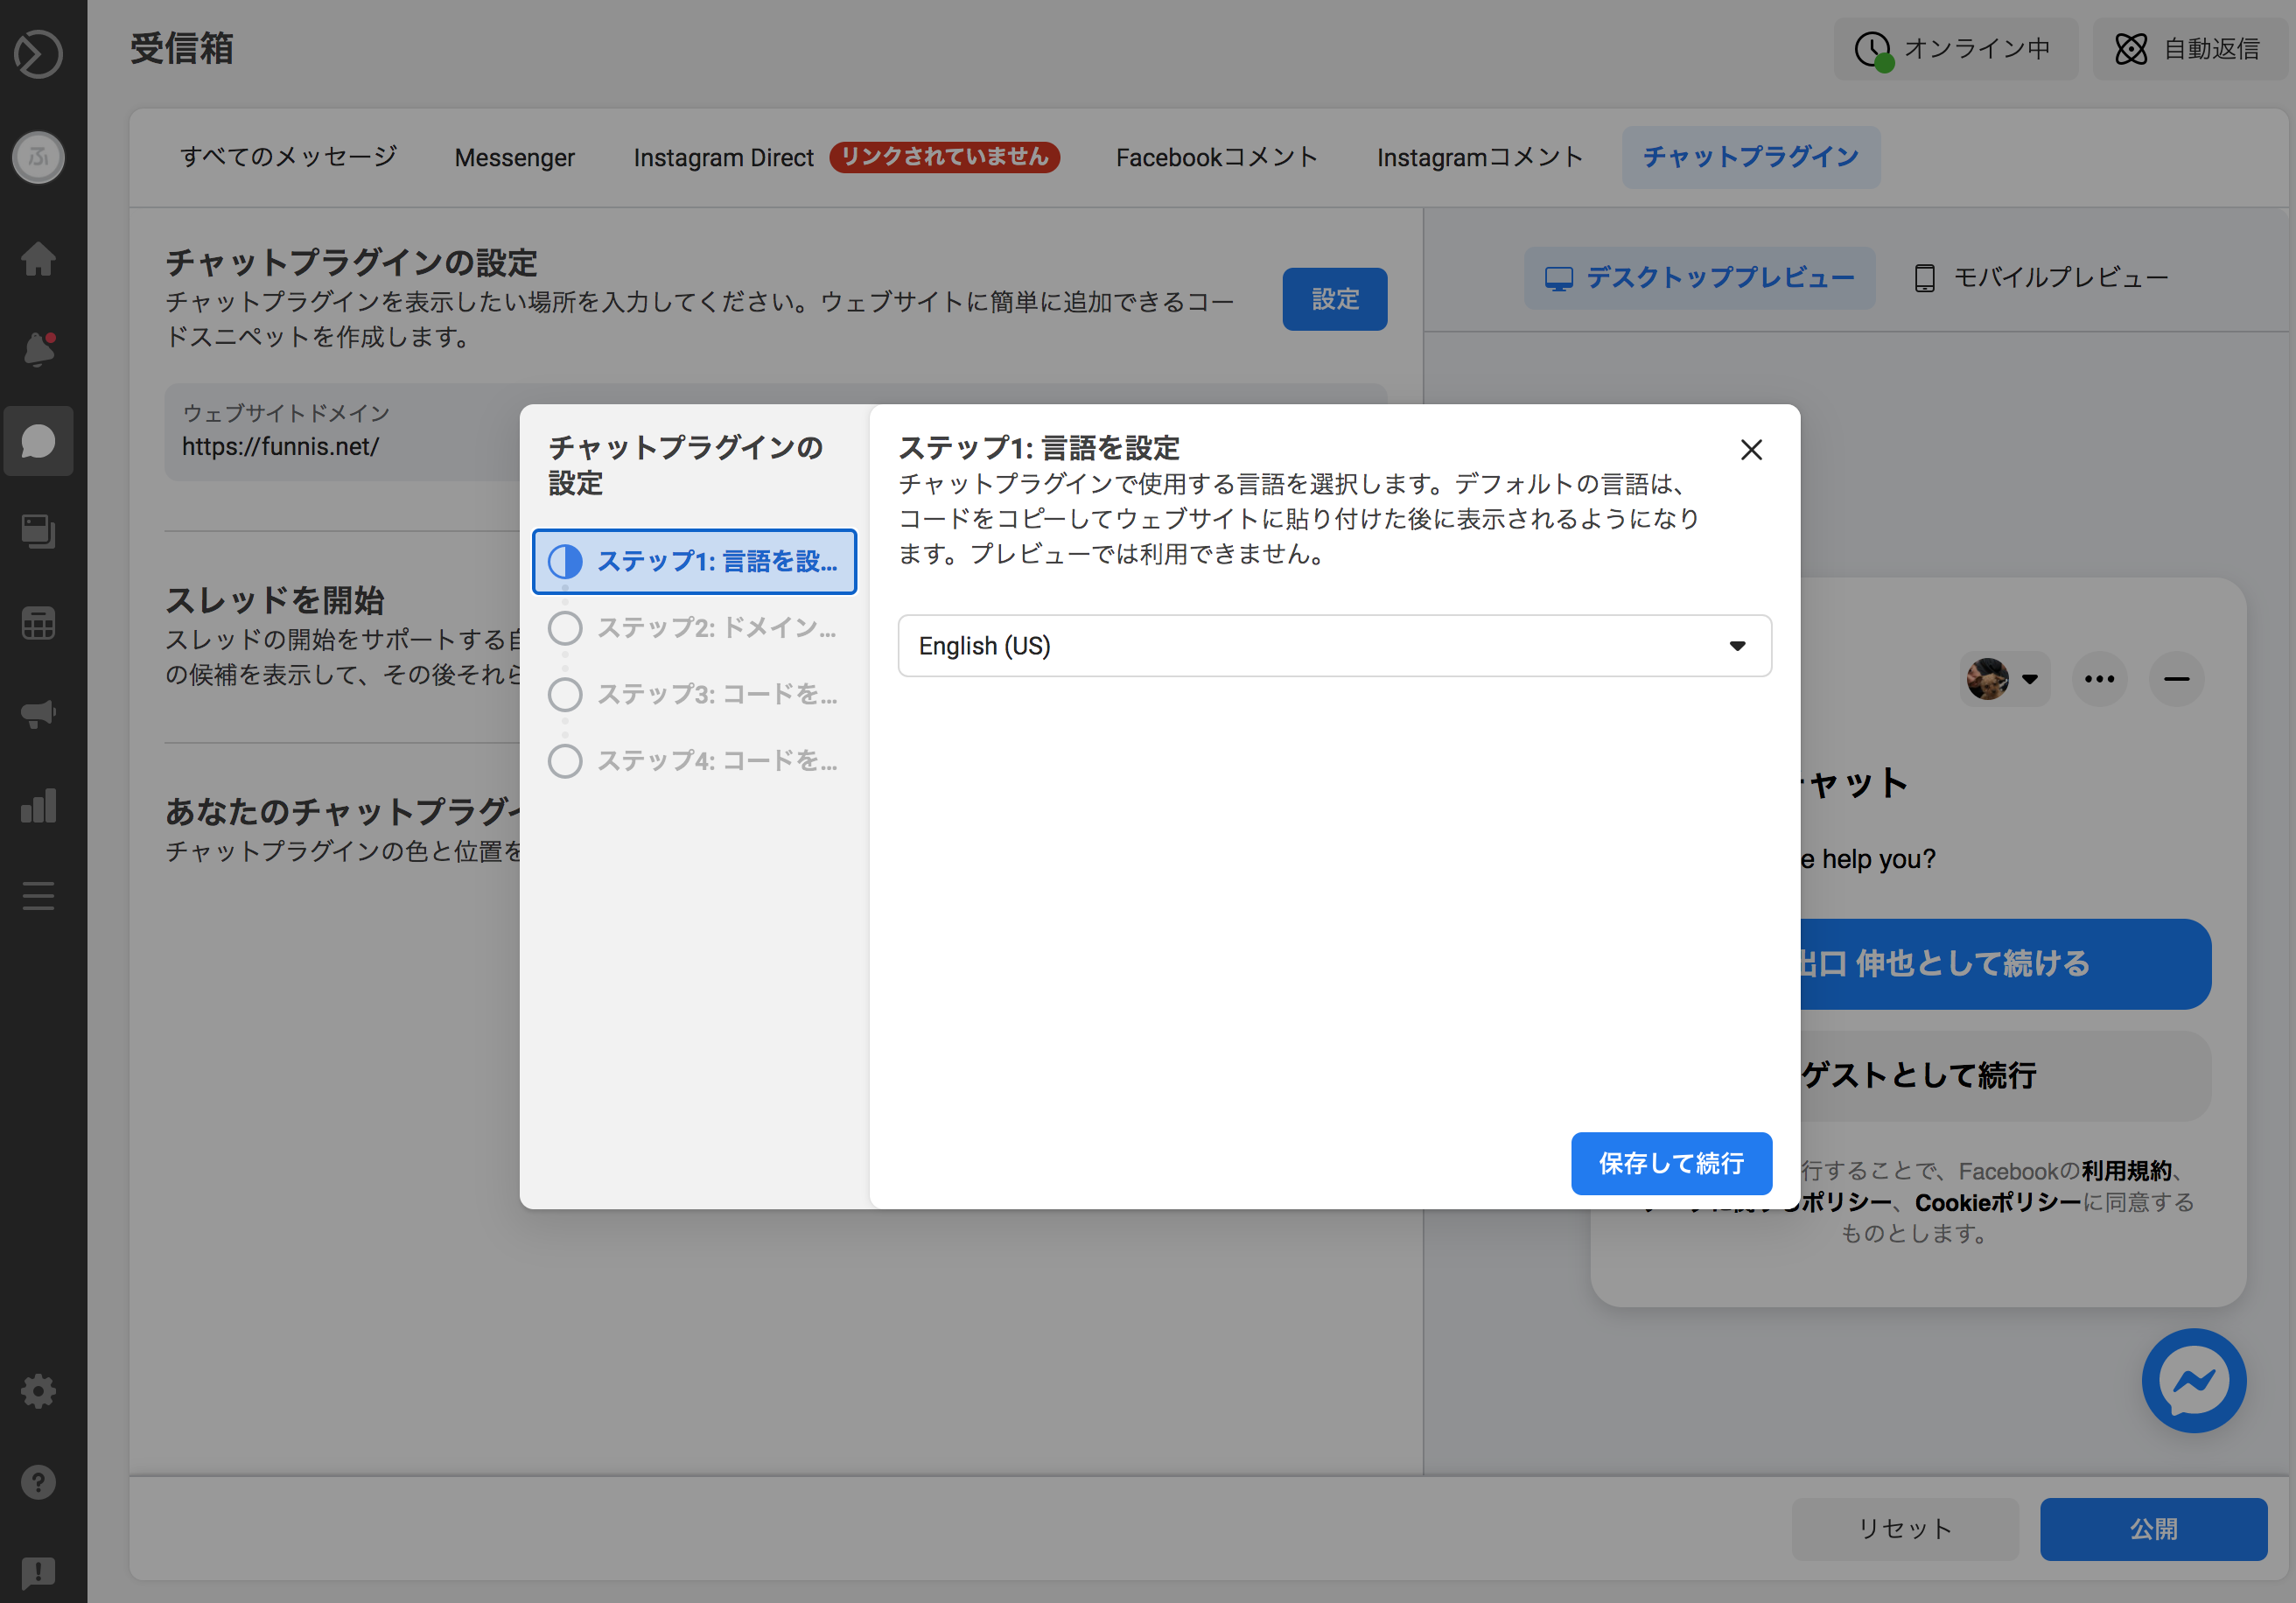 受信箱
オンライン中
自動返信
ふ
すべてのメッセージ
Messenger
Instagram Direct
リンクされていません
Facebookコメント
Instagramコメント
チャットプラグイン
チャットプラグインの設定
チャットプラグインを表示したい場所を入力してください。ウェブサイトに簡単に追加できるコー
ドスニペットを作成します。
設定
ウェブサイトドメイン
https://funnis.net/
スレッドを開始
スレッドの開始をサポートする
の候補を表示して、その後それら
あなたのチャットプラグイ
チャットプラグインの色と位置を
デスクトッププレビュー
モバイルプレビュー
チャットプラグインの
設定
ステップ1: 言語を設...
ステップ2: ドメイン...
ステップ3: コードを...
ステップ4: コードを...
ステップ1: 言語を設定
チャットプラグインで使用する言語を選択します。デフォルトの言語は、
コードをコピーしてウェブサイトに貼り付けた後に表示されるようになり
ます。プレビューでは利用できません。
English (US)
保存して続行
ャット
e help you?
出口 伸也として続ける
ゲストとして続行
行することで、Facebookの利用規約、
ポリシー、Cookieポリシーに同意する
ものとします。
リセット
公開